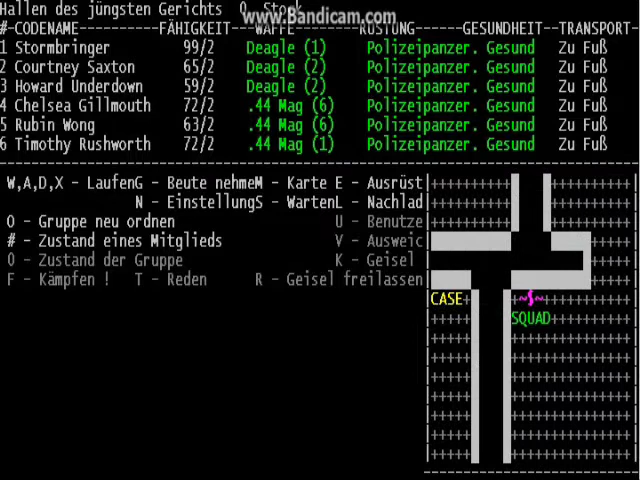 Hallen des jüngsten Gerichts
www.Bandicam.com
#-CODENAME FÄHIGKEIT WAFFE RÜSTUNG GESUNDHEIT TRANSPORT
1 Stormbringer 99/2 Deagle (1) Polizeipanzer. Gesund Zu Fuß
2 Courtney Saxton 65/2 Deagle (2) Polizeipanzer. Gesund Zu Fuß
3 Howard Underdown 59/2 Deagle (2) Polizeipanzer. Gesund Zu Fuß
4 Chelsea Gillmouth 72/2 .44 Mag (6) Polizeipanzer. Gesund Zu Fuß
5 Rubin Wong 63/2 .44 Mag (6) Polizeipanzer. Gesund Zu Fuß
6 Timothy Rushworth 72/2 .44 Mag (1) Polizeipanzer. Gesund Zu Fuß
W,A,D,X - LaufenG - Beute nehmeM - Karte E - Ausrüst
N - EinstellungS - WartenL - Nachlad
O - Gruppe neu ordnen U - Benutze
# - Zustand eines Mitglieds V - Ausweic
0 - Zustand der Gruppe K - Geisel
F - Kämpfen ! T - Reden R - Geisel freilassen
CASE ~$~
SQUAD